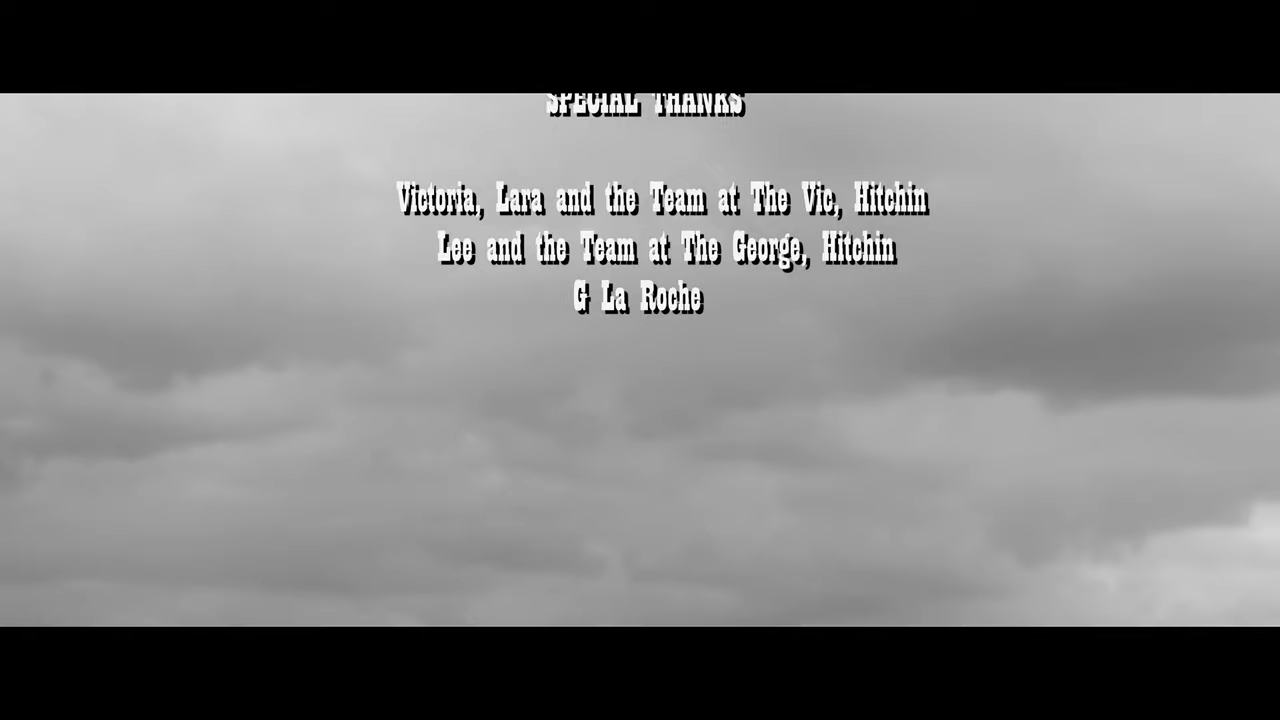 SPECIAL THANKS
Victoria, Lara and the Team at The Vic, Hitchin
Lee and the Team at The George, Hitchin
G La Roche